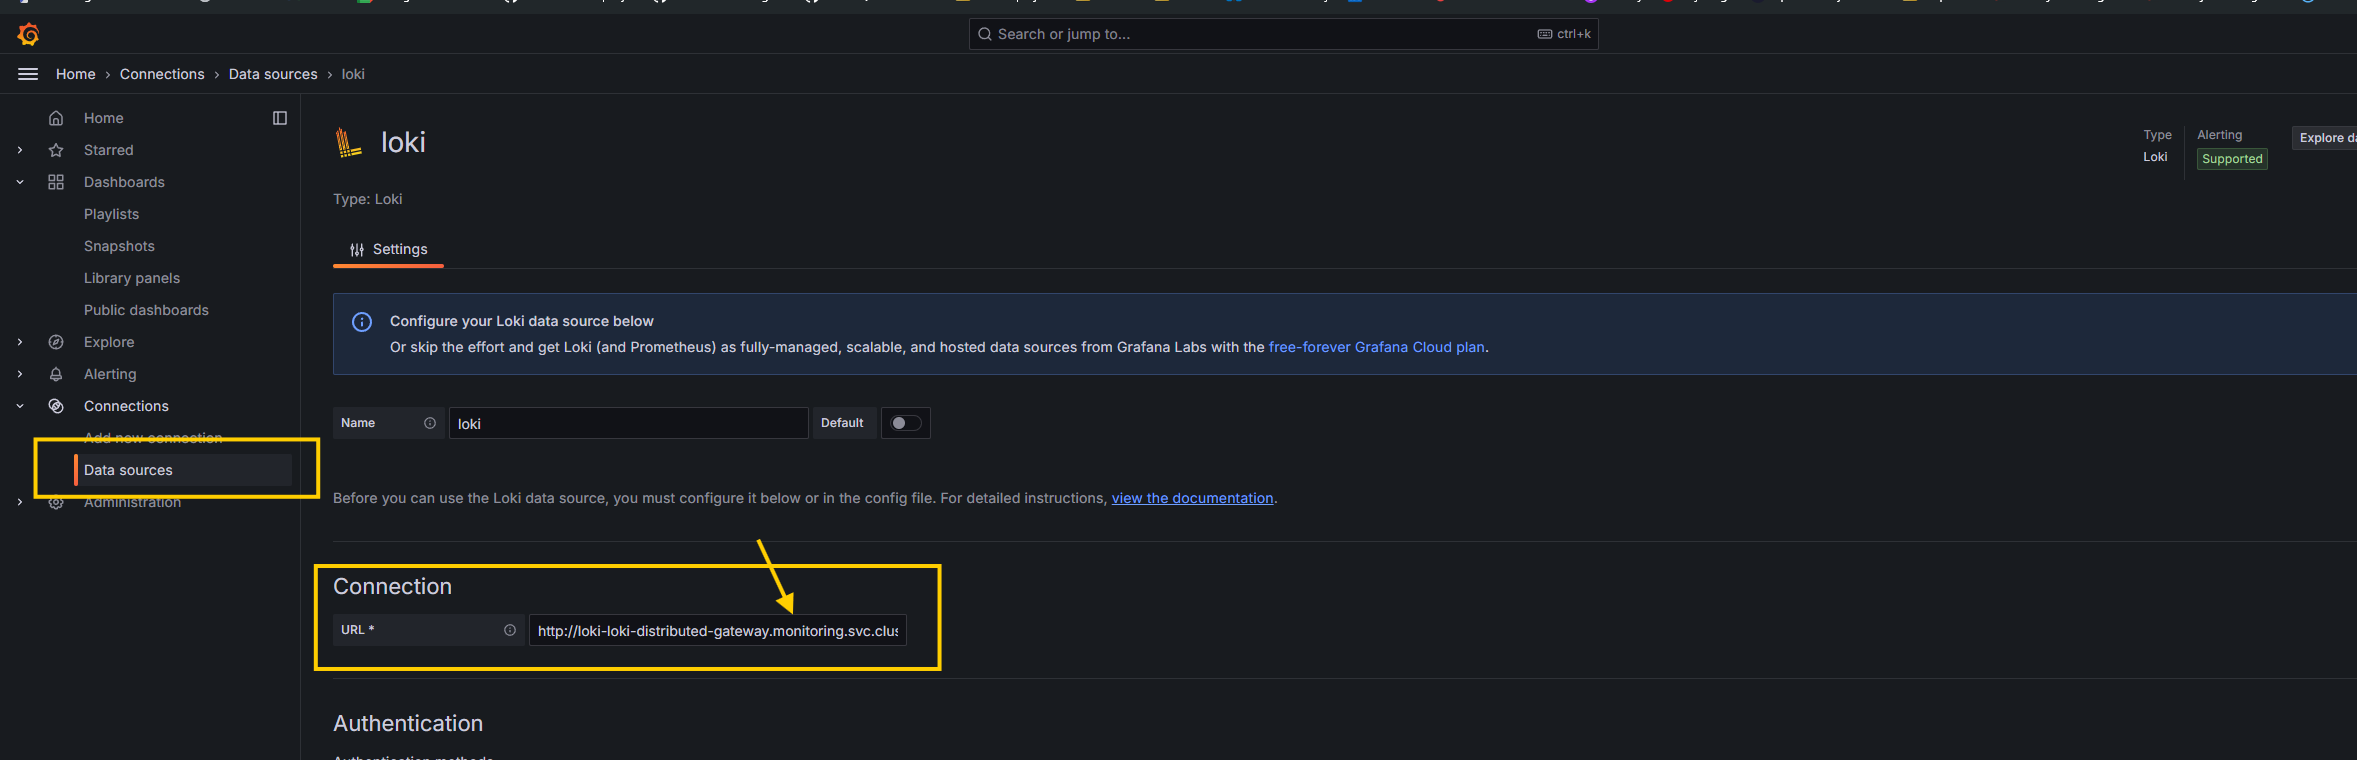 Search or jump to...
ctrl+k
Home › Connections › Data sources › loki
Home
Starred
Dashboards
Playlists
Snapshots
Library panels
Public dashboards
Explore
Alerting
Connections
Add new connection
Data sources
Administration
loki
Type
Loki
Alerting
Supported
Explore da
Type: Loki
Settings
Configure your Loki data source below
Or skip the effort and get Loki (and Prometheus) as fully-managed, scalable, and hosted data sources from Grafana Labs with the free-forever Grafana Cloud plan.
Name
loki
Default
Before you can use the Loki data source, you must configure it below or in the config file. For detailed instructions, view the documentation.
Connection
URL *
http://loki-loki-distributed-gateway.monitoring.svc.clus
Authentication
Authentication methods